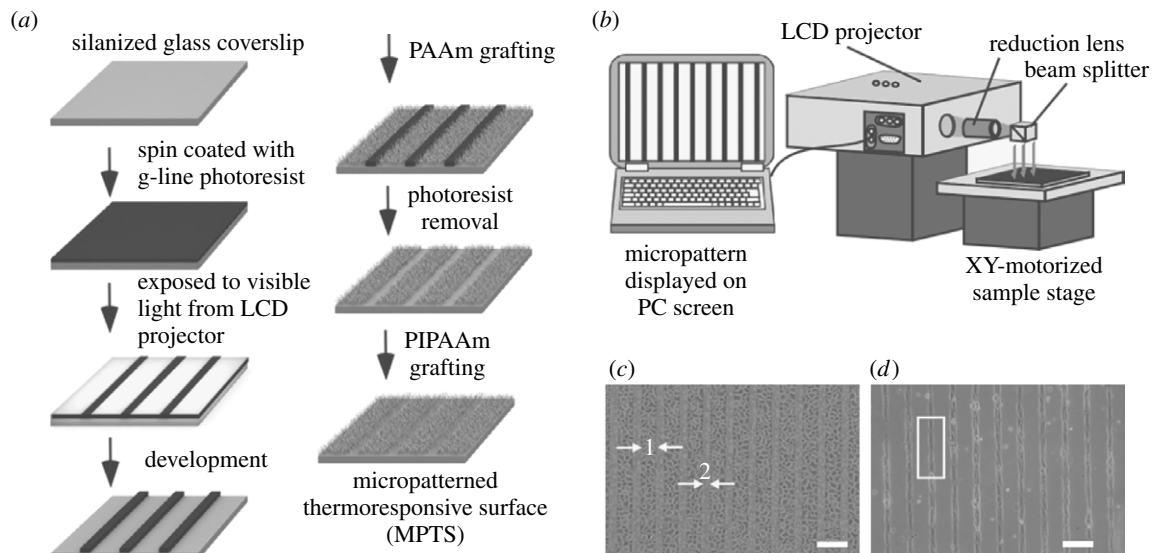 (a)
silanized glass coverslip
spin coated with
g-line photoresist
exposed to visible
light from LCD
projector
development
PAAm grafting
photoresist
removal
PIPAAm
grafting
micropatterned
thermoresponsive surface
(MPTS)
(b)
LCD projector
reduction lens
beam splitter
micropattern
displayed on
PC screen
XY-motorized
sample stage
(c)
1
2
(d)